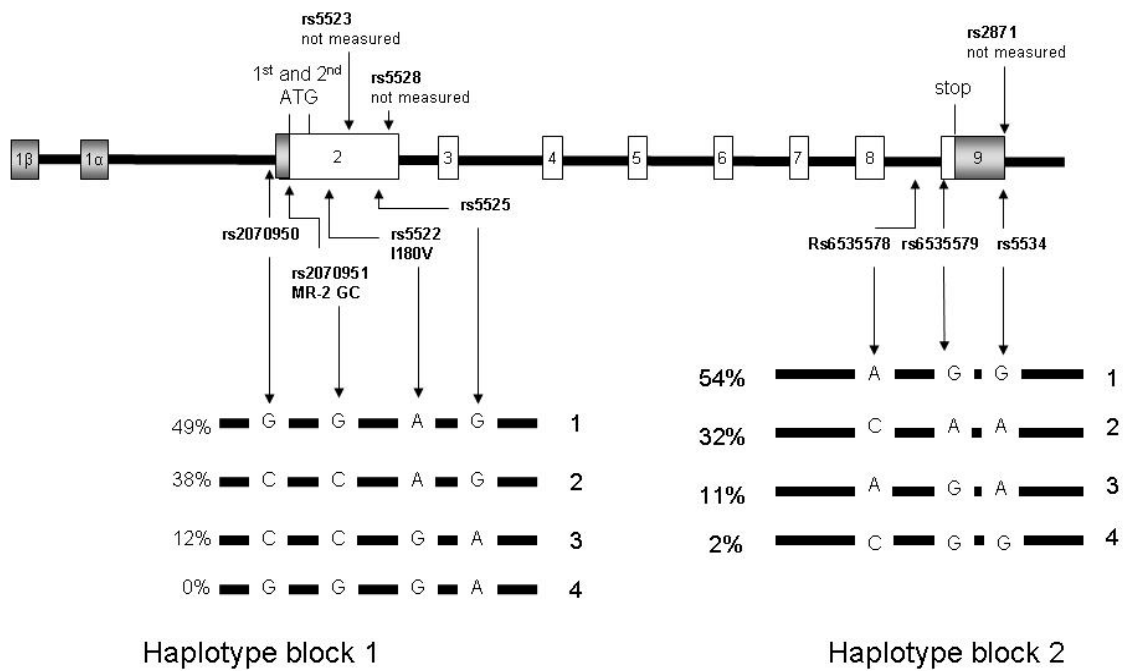 rs5523
not measured
rs2871
not measured
1st and 2nd
ATG
rs5528
not measured
stop
1β 1α 2 3 4 5 6 7 8 9
rs2070950
rs2070951
MR-2 GC
rs5522
I180V
rs5525
Rs6535578 rs6535579 rs5534
54% A G G 1
32% C A A 2
11% A G A 3
2% C G G 4
49% G G A G 1
38% C C A G 2
12% C C G A 3
0% G G G A 4
Haplotype block 1
Haplotype block 2